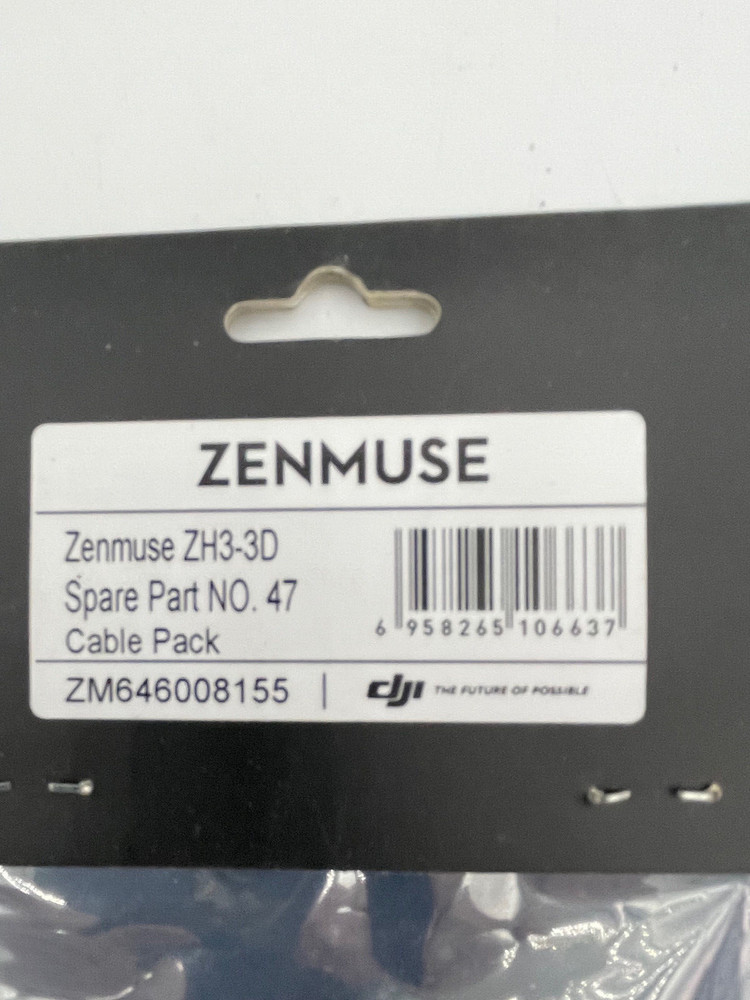 ZENMUSE
Zenmuse ZH3-3D
Spare Part NO. 47
Cable Pack
6 958265 106637
ZM646008155 | dji THE FUTURE OF POSSIBLE